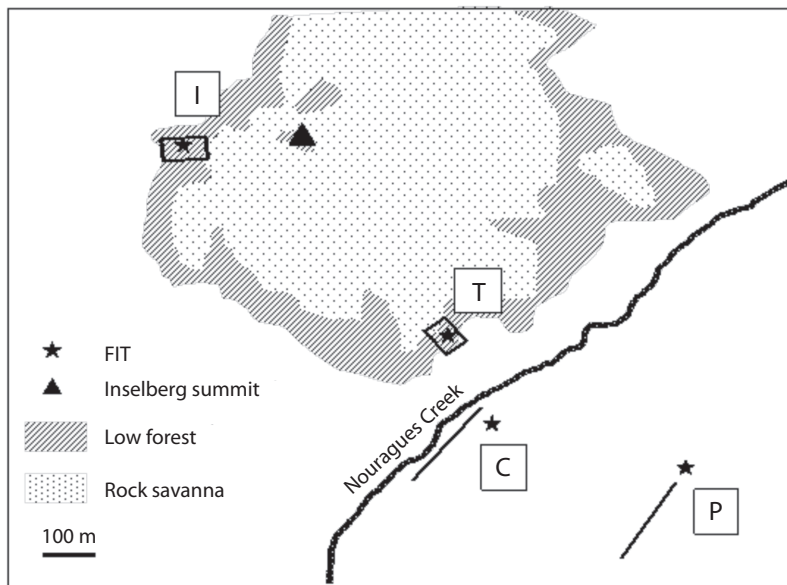 I
T
FIT
Inselberg summit
Low forest
Rock savanna
100 m
Nouragues Creek
C
P